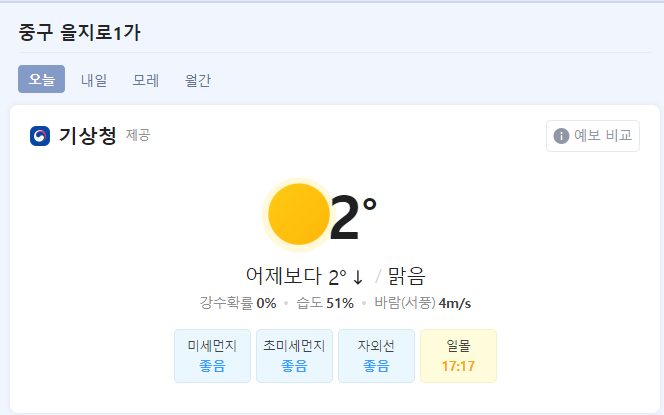 중구 을지로1가
오늘 내일 모레 월간
기상청 제공 예보 비교
2°
어제보다 2° ↓ / 맑음
강수확률 0% • 습도 51% • 바람(서풍) 4m/s
미세먼지 초미세먼지 자외선 일몰
좋음 좋음 좋음 17:17